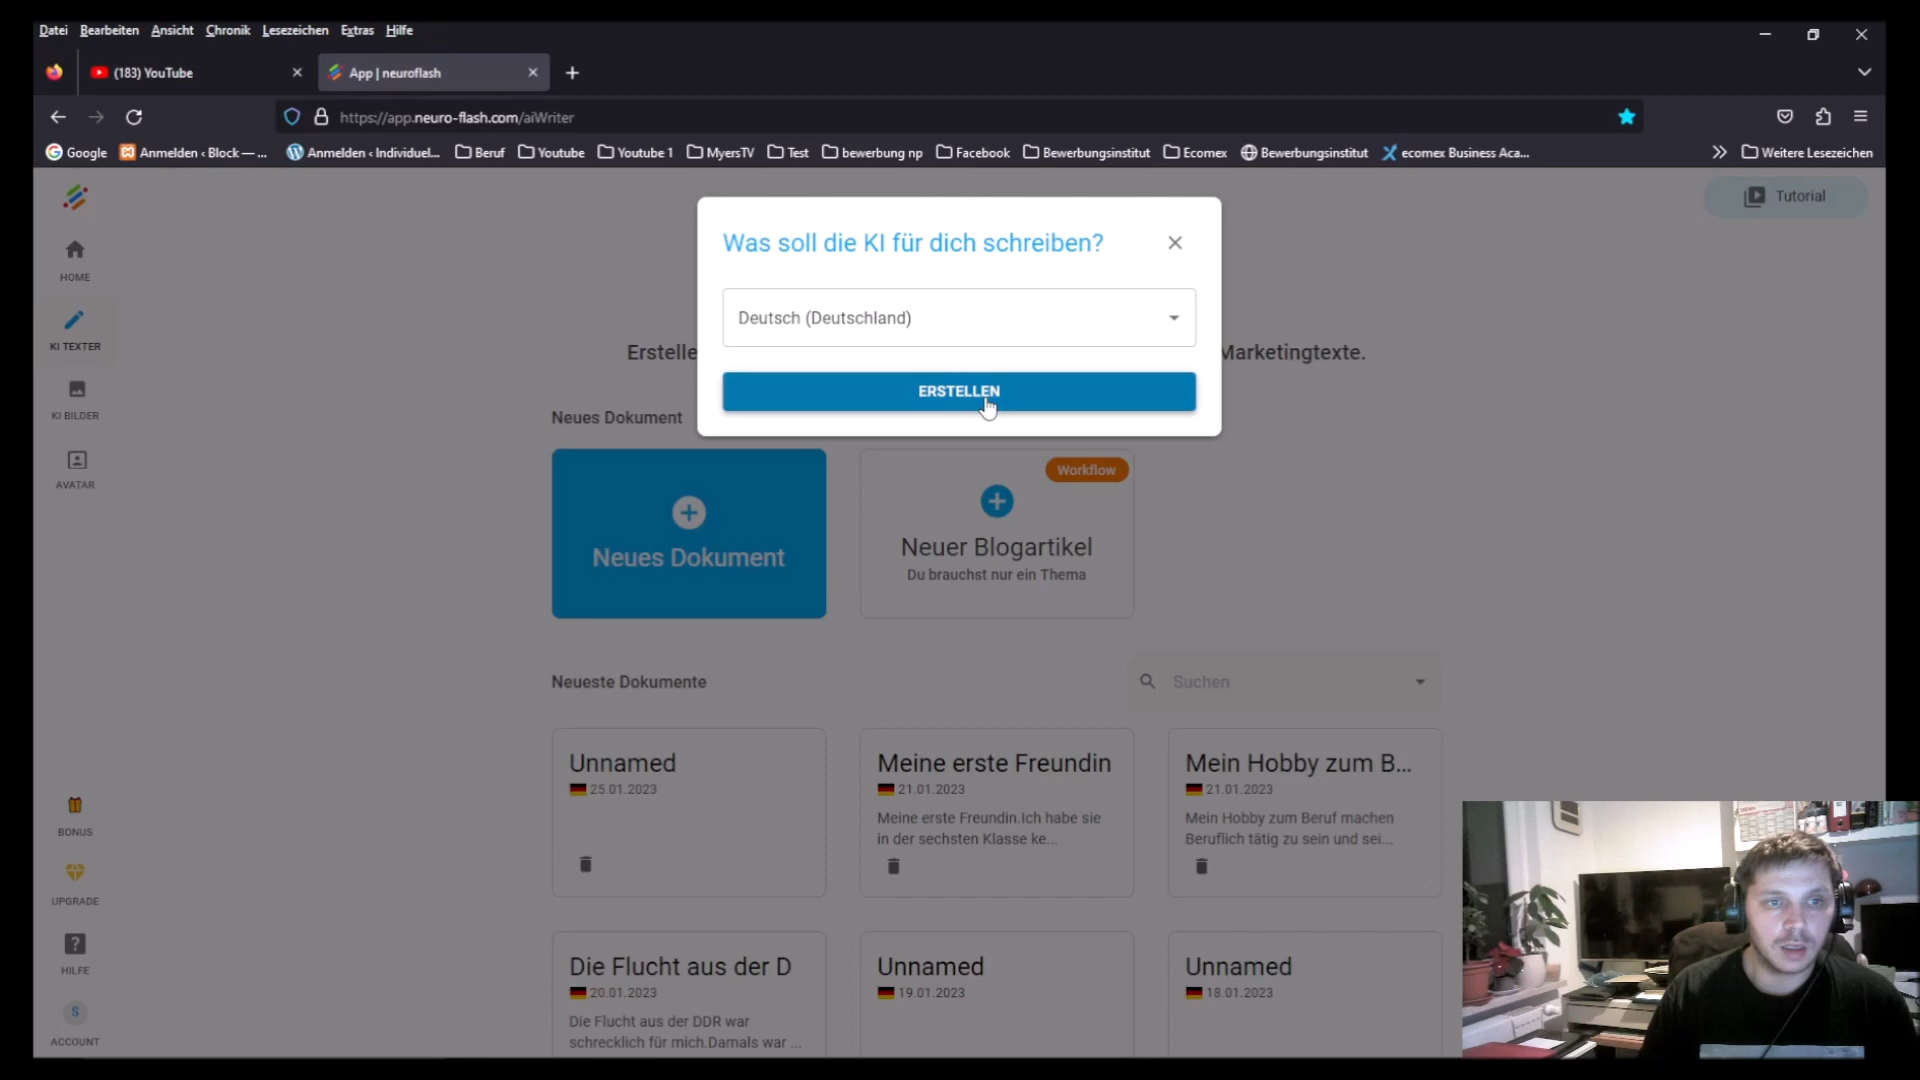 Datei Bearbeiten Ansicht Chronik Lesezeichen Extras Hilfe
(183) YouTube
App | neuroflash
https://app.neuro-flash.com/aiWriter
Google
Anmelden ‹ Block — ...
Anmelden ‹ Individuel...
Beruf
Youtube
Youtube 1
MyersTV
Test
bewerbung np
Facebook
Bewerbungsinstitut
Ecomex
Bewerbungsinstitut
ecomex Business Aca...
Weitere Lesezeichen
Tutorial
HOME
KI TEXTER
KI BILDER
AVATAR
BONUS
UPGRADE
HILFE
S
ACCOUNT
Was soll die KI für dich schreiben?
Deutsch (Deutschland)
ERSTELLEN
Erstelle
Marketingtexte.
Neues Dokument
Neues Dokument
Workflow
Neuer Blogartikel
Du brauchst nur ein Thema
Neueste Dokumente
Suchen
Unnamed
25.01.2023
Meine erste Freundin
21.01.2023
Meine erste Freundin.Ich habe sie
in der sechsten Klasse ke...
Mein Hobby zum B...
21.01.2023
Mein Hobby zum Beruf machen
Beruflich tätig zu sein und sei...
Die Flucht aus der D
20.01.2023
Die Flucht aus der DDR war
schrecklich für mich.Damals war ...
Unnamed
19.01.2023
Unnamed
18.01.2023